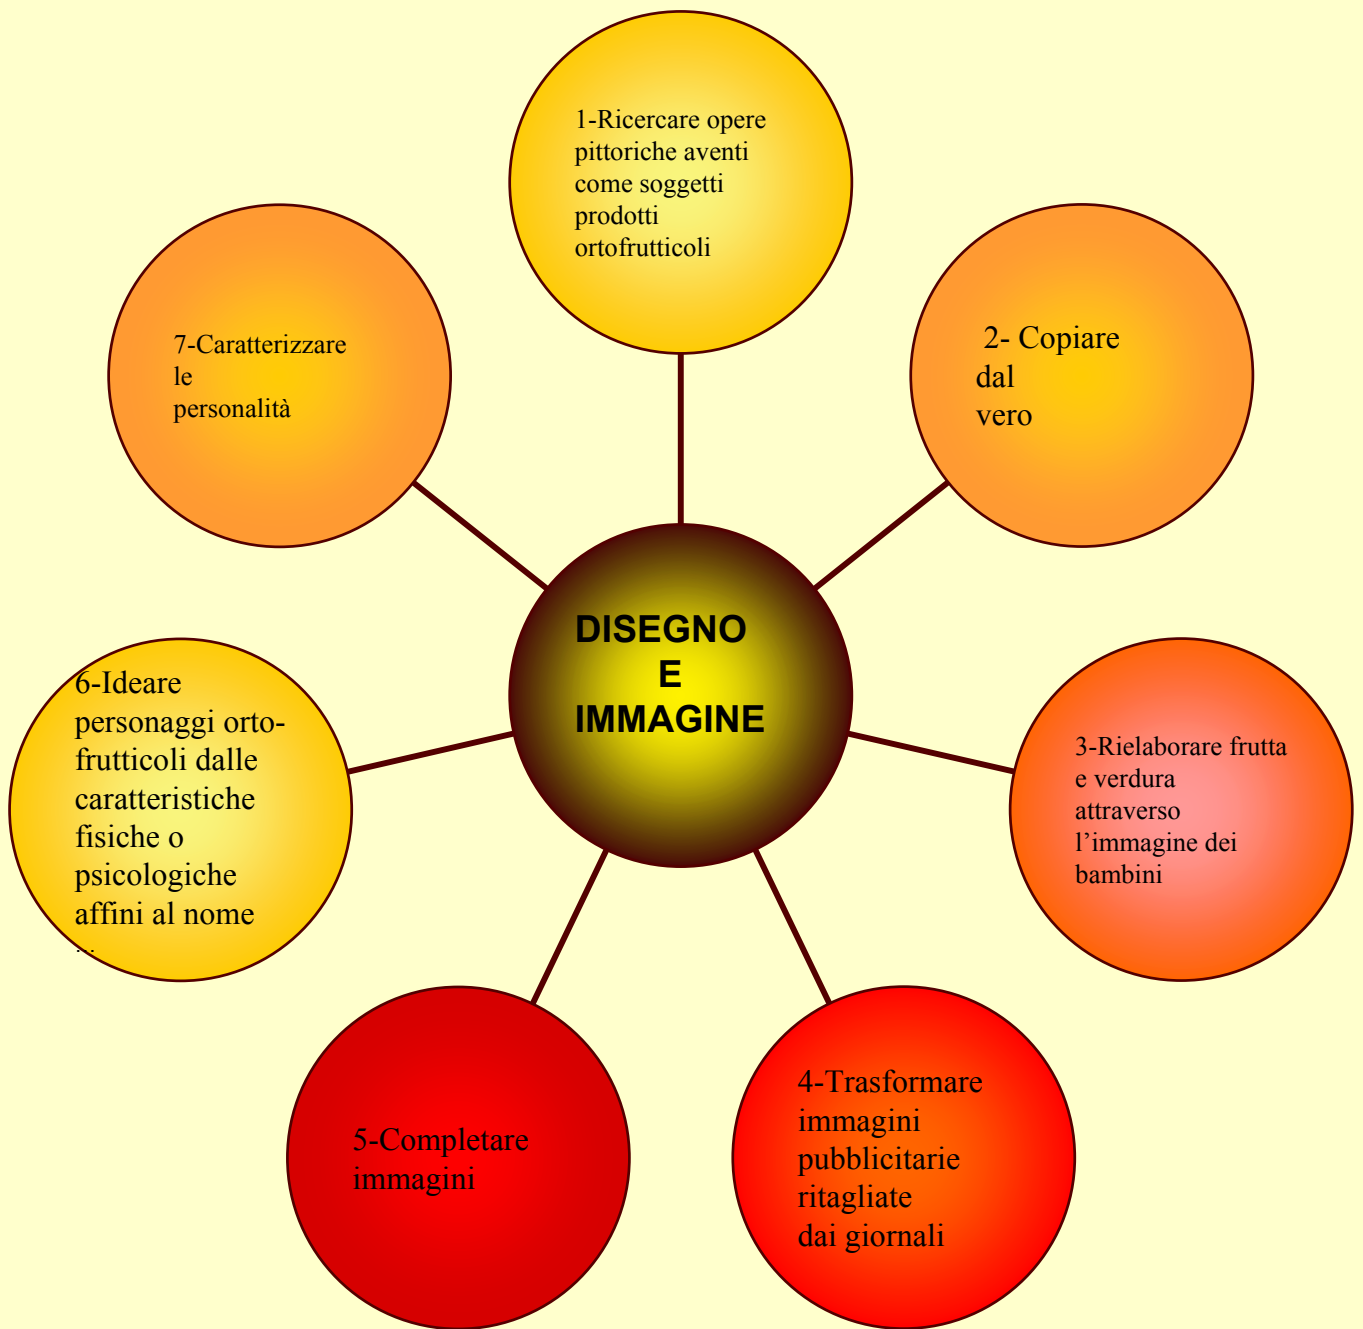 1-Ricercare opere
pittoriche aventi
come soggetti
prodotti
ortofrutticoli
2- Copiare
dal
vero
3-Rielaborare frutta
e verdura
attraverso
l’immagine dei
bambini
4-Trasformare
immagini
pubblicitarie
ritagliate
dai giornali
5-Completare
immagini
6-Ideare
personaggi orto-
frutticoli dalle
caratteristiche
fisiche o
psicologiche
affini al nome
...
7-Caratterizzare
le
personalità
DISEGNO
E
IMMAGINE